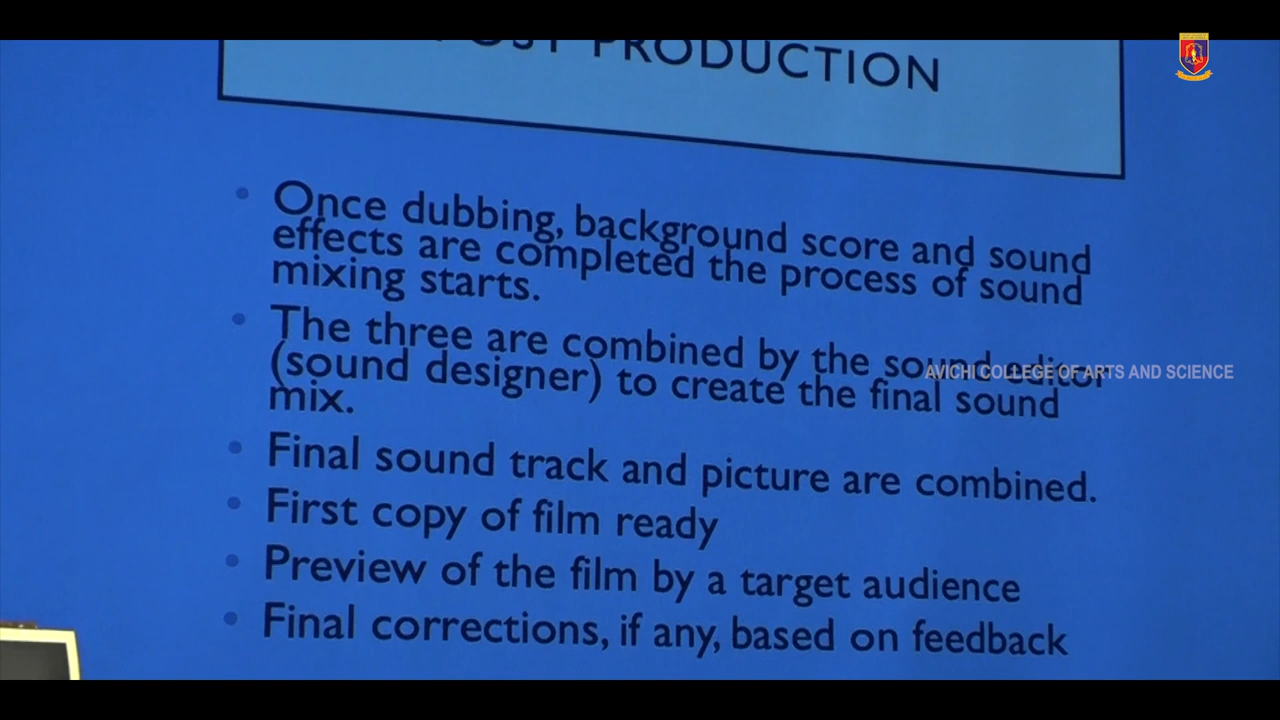 POST PRODUCTION
• Once dubbing, background score and sound
effects are completed the process of sound
mixing starts.
• The three are combined by the sound editor
(sound designer) to create the final sound
mix.
• Final sound track and picture are combined.
• First copy of film ready
• Preview of the film by a target audience
• Final corrections, if any, based on feedback
AVICHI COLLEGE OF ARTS AND SCIENCE